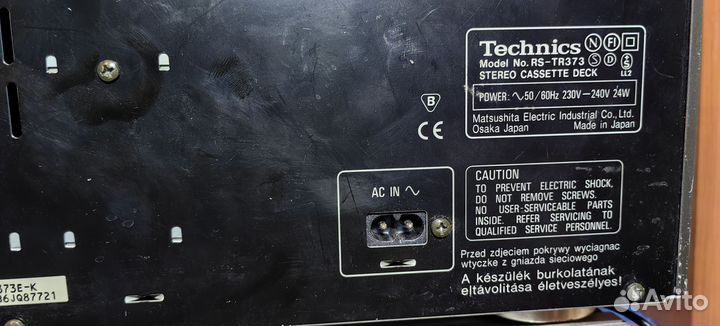 Technics N FI
Model No. RS-TR373 S D
STEREO CASSETTE DECK LL2
POWER: ∿50/60Hz 230V-240V 24W
Matsushita Electric Industrial Co., Ltd.
Osaka Japan Made in Japan
B
CE
AC IN ∿
CAUTION
TO PREVENT ELECTRIC SHOCK,
DO NOT REMOVE SCREWS.
NO USER-SERVICEABLE PARTS
INSIDE. REFER SERVICING TO
QUALIFIED SERVICE PERSONNEL.
Przed zdjeciem pokrywy wyciagnac
wtyczke z gniazda sieciowego
A készülék burkolatának
eltávolítása életveszélyes!
373E-K
86JQ87721
Avito